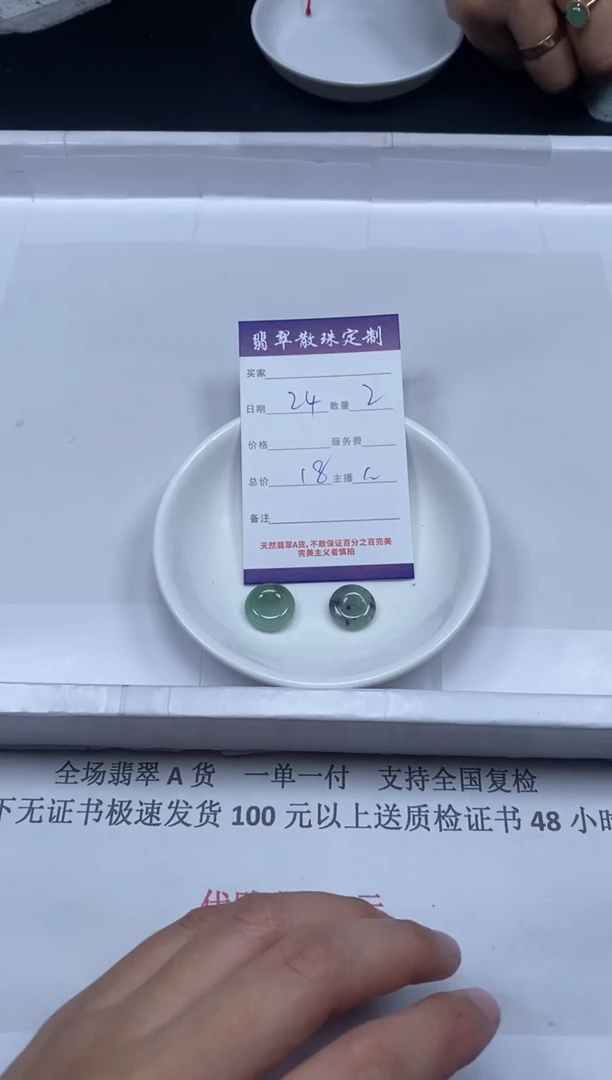 翡翠散珠定制
买家
日期 24 数量 2
价格 服务费
总价 18 主播
备注
天然翡翠A货,不敢保证百分之百完美
完美主义者慎拍
全场翡翠 A 货 一单一付 支持全国复检
下无证书极速发货 100 元以上送质检证书 48 小时